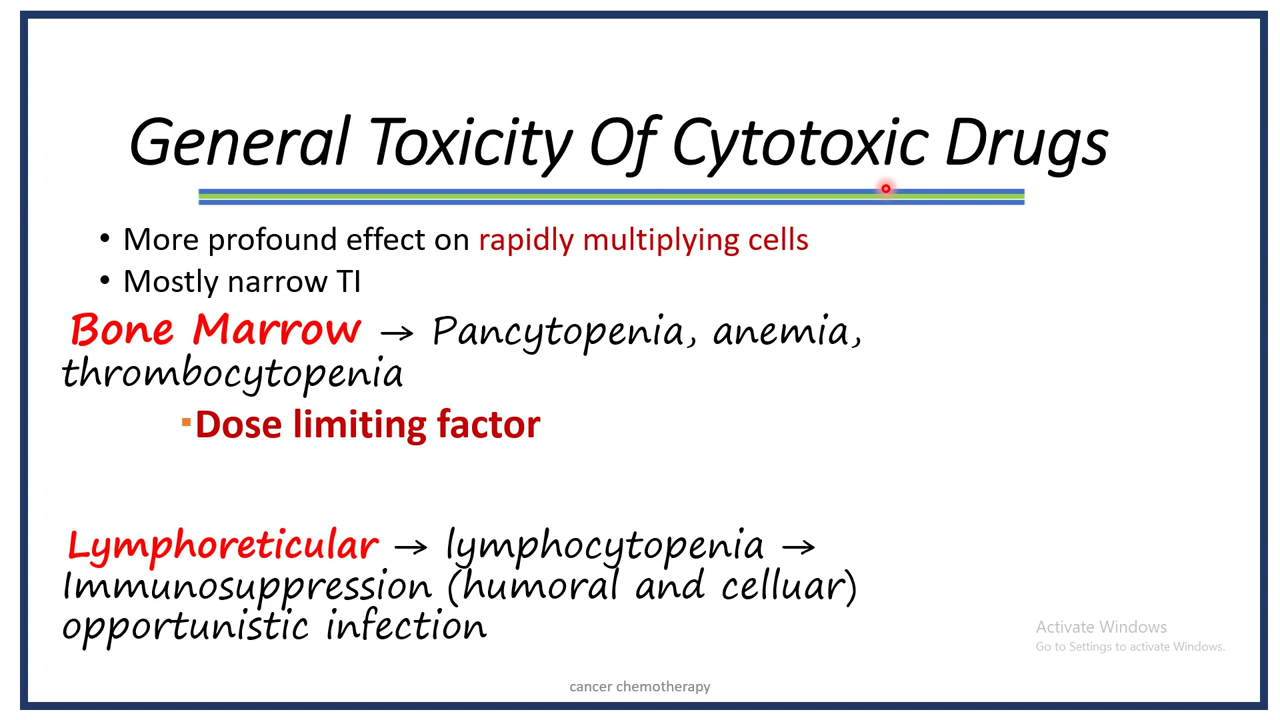 General Toxicity Of Cytotoxic Drugs
• More profound effect on rapidly multiplying cells
• Mostly narrow TI
Bone Marrow → Pancytopenia, anemia,
thrombocytopenia
▪Dose limiting factor
Lymphoreticular → lymphocytopenia →
Immunosuppression (humoral and celluar)
opportunistic infection
Activate Windows
Go to Settings to activate Windows.
cancer chemotherapy